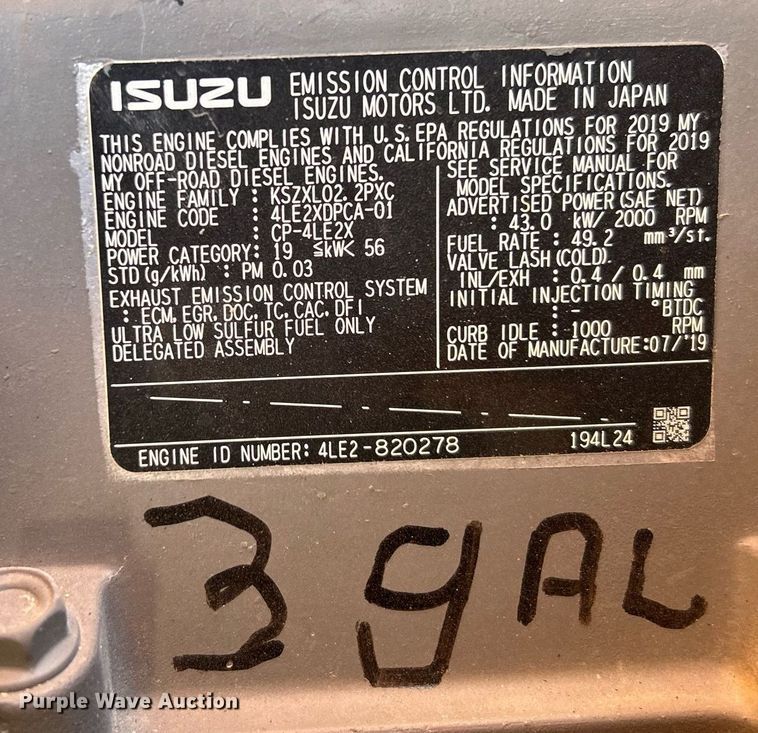 ISUZU EMISSION CONTROL INFORMATION
ISUZU MOTORS LTD. MADE IN JAPAN
THIS ENGINE COMPLIES WITH U.S. EPA REGULATIONS FOR 2019 MY
NONROAD DIESEL ENGINES AND CALIFORNIA REGULATIONS FOR 2019
MY OFF-ROAD DIESEL ENGINES.
ENGINE FAMILY : KSZXL02.2PXC
ENGINE CODE : 4LE2XDPCA-01
MODEL : CP-4LE2X
POWER CATEGORY: 19 ≦kW< 56
STD (g/kWh) : PM 0.03
EXHAUST EMISSION CONTROL SYSTEM
: ECM, EGR, DOC, TC, CAC, DFI
ULTRA LOW SULFUR FUEL ONLY
DELEGATED ASSEMBLY
SEE SERVICE MANUAL FOR
MODEL SPECIFICATIONS.
ADVERTISED POWER (SAE NET)
: 43.0 kW/ 2000 RPM
FUEL RATE : 49.2 mm³/st.
VALVE LASH (COLD)
INL/EXH : 0.4 / 0.4 mm
INITIAL INJECTION TIMING
: - °BTDC
CURB IDLE : 1000 RPM
DATE OF MANUFACTURE:07/'19
ENGINE ID NUMBER: 4LE2-820278 194L24
3 gAL
Purple Wave Auction